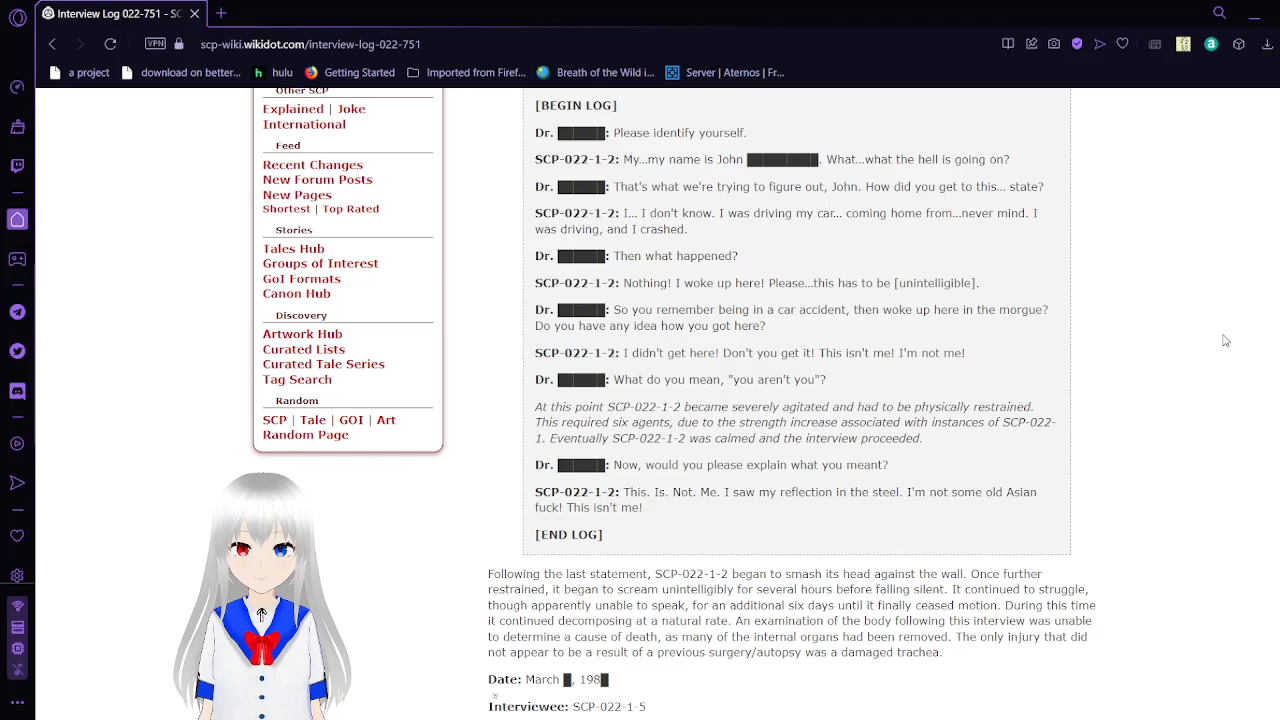 Interview Log 022-751 - SC
VPN
scp-wiki.wikidot.com/interview-log-022-751
a project
download on better...
hulu
Getting Started
Imported from Firef...
Breath of the Wild i...
Server | Aternos | Fr...
Other SCP
Explained | Joke
International
Feed
Recent Changes
New Forum Posts
New Pages
Shortest | Top Rated
Stories
Tales Hub
Groups of Interest
GoI Formats
Canon Hub
Discovery
Artwork Hub
Curated Lists
Curated Tale Series
Tag Search
Random
SCP | Tale | GOI | Art
Random Page
[BEGIN LOG]
Dr. ██████: Please identify yourself.
SCP-022-1-2: My...my name is John █████████. What...what the hell is going on?
Dr. ██████: That's what we're trying to figure out, John. How did you get to this... state?
SCP-022-1-2: I... I don't know. I was driving my car... coming home from...never mind. I
was driving, and I crashed.
Dr. ██████: Then what happened?
SCP-022-1-2: Nothing! I woke up here! Please...this has to be [unintelligible].
Dr. ██████: So you remember being in a car accident, then woke up here in the morgue?
Do you have any idea how you got here?
SCP-022-1-2: I didn't get here! Don't you get it! This isn't me! I'm not me!
Dr. ██████: What do you mean, "you aren't you"?
At this point SCP-022-1-2 became severely agitated and had to be physically restrained.
This required six agents, due to the strength increase associated with instances of SCP-022-
1. Eventually SCP-022-1-2 was calmed and the interview proceeded.
Dr. ██████: Now, would you please explain what you meant?
SCP-022-1-2: This. Is. Not. Me. I saw my reflection in the steel. I'm not some old Asian
fuck! This isn't me!
[END LOG]
Following the last statement, SCP-022-1-2 began to smash its head against the wall. Once further
restrained, it began to scream unintelligibly for several hours before falling silent. It continued to struggle,
though apparently unable to speak, for an additional six days until it finally ceased motion. During this time
it continued decomposing at a natural rate. An examination of the body following this interview was unable
to determine a cause of death, as many of the internal organs had been removed. The only injury that did
not appear to be a result of a previous surgery/autopsy was a damaged trachea.
Date: March █, 198█
Interviewee: SCP-022-1-5